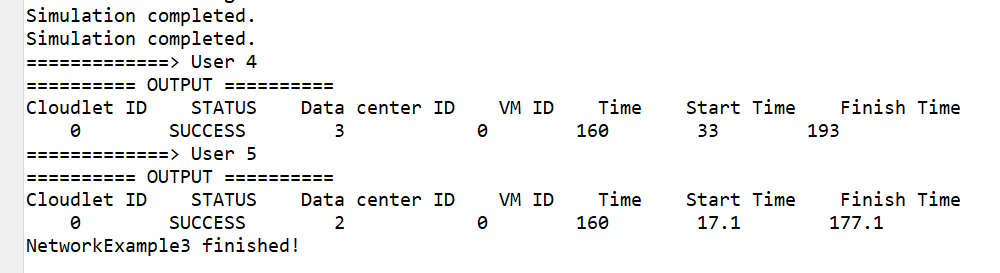 Simulation completed.
Simulation completed.
=============> User 4
========== OUTPUT ==========
Cloudlet ID    STATUS    Data center ID    VM ID    Time    Start Time    Finish Time
    0        SUCCESS        3            0        160        33        193
=============> User 5
========== OUTPUT ==========
Cloudlet ID    STATUS    Data center ID    VM ID    Time    Start Time    Finish Time
    0        SUCCESS        2            0        160        17.1        177.1
NetworkExample3 finished!